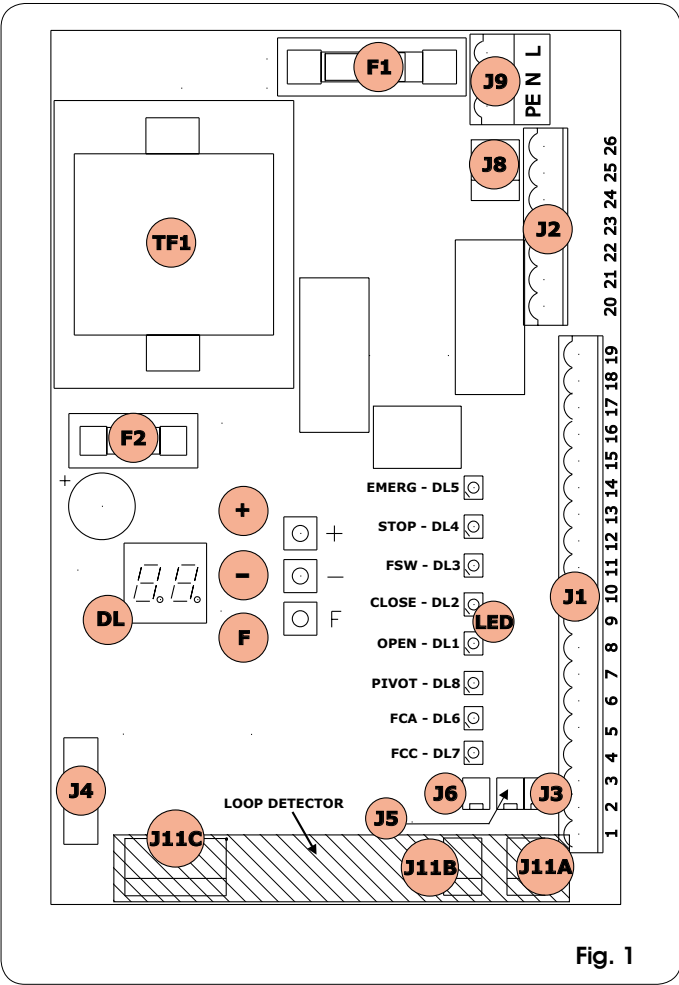 F1
J9
PE N L
J8
J2
26
25
24
23
22
21
20
TF1
19
18
17
16
15
14
13
12
11
10
9
8
7
6
5
4
3
2
1
J1
F2
+
EMERG - DL5
STOP - DL4
FSW - DL3
CLOSE - DL2
OPEN - DL1
PIVOT - DL8
FCA - DL6
FCC - DL7
LED
+
+
-
—
F
F
8.8.
DL
J4
J6
J5
J3
LOOP DETECTOR
J11C
J11B
J11A
Fig. 1